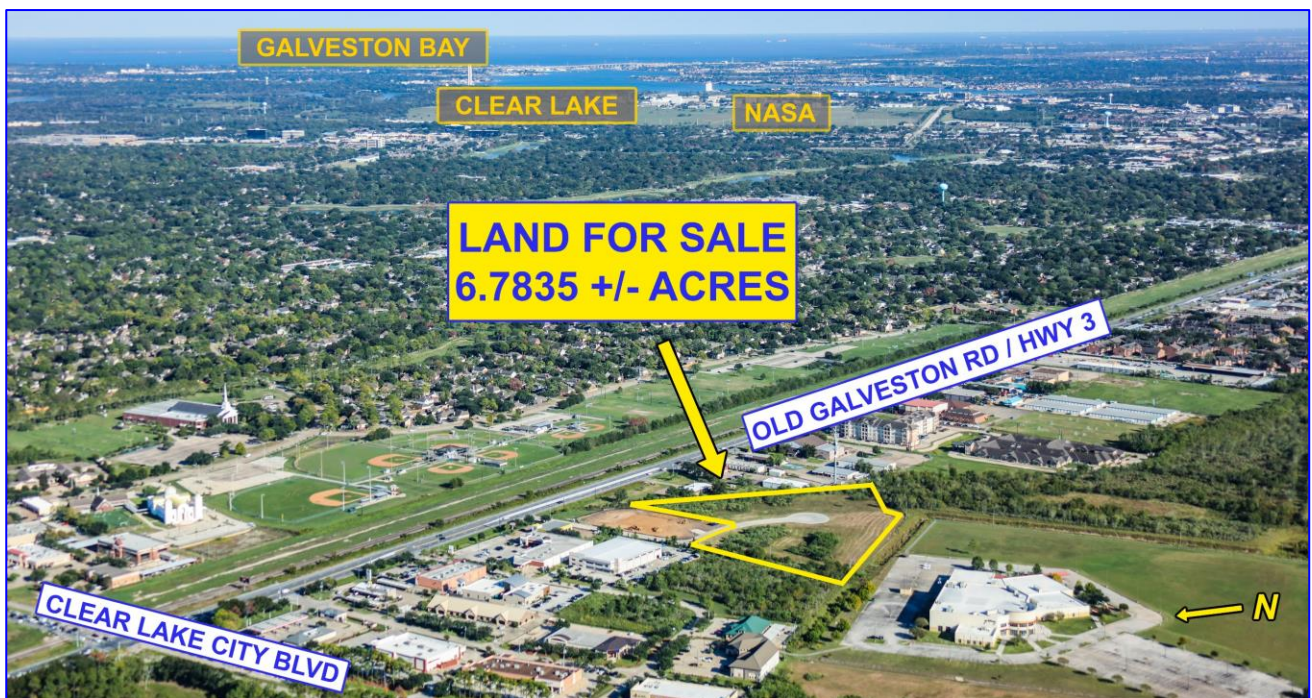 GALVESTON BAY
CLEAR LAKE
NASA
LAND FOR SALE
6.7835 +/- ACRES
OLD GALVESTON RD / HWY 3
CLEAR LAKE CITY BLVD
N